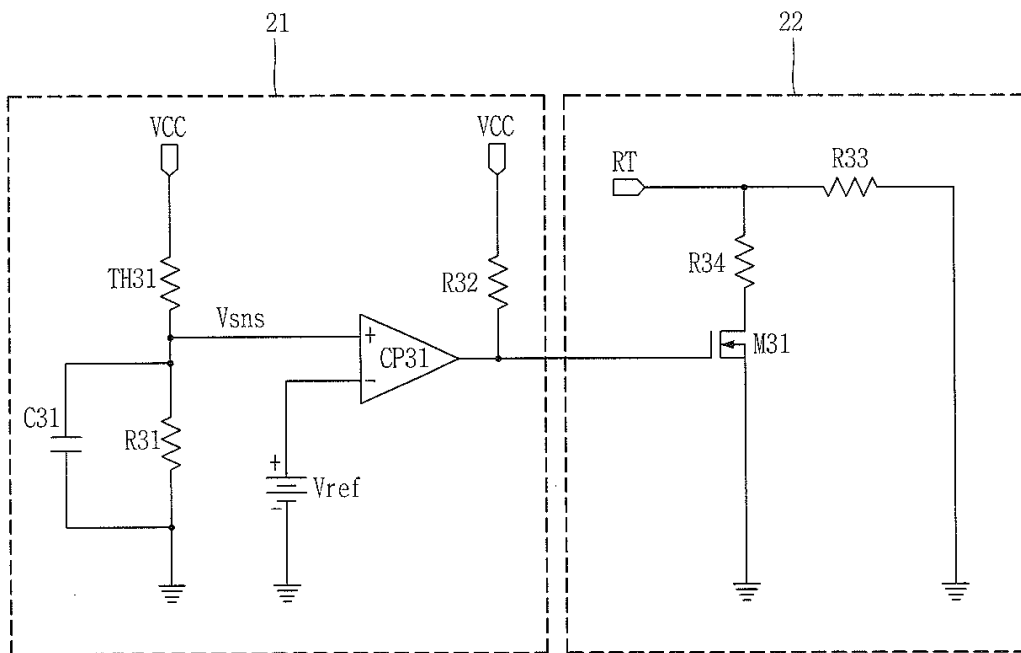 21
22
VCC
VCC
RT
R33
TH31
R32
R34
Vsns
+
CP31
-
M31
C31
R31
+
Vref
-